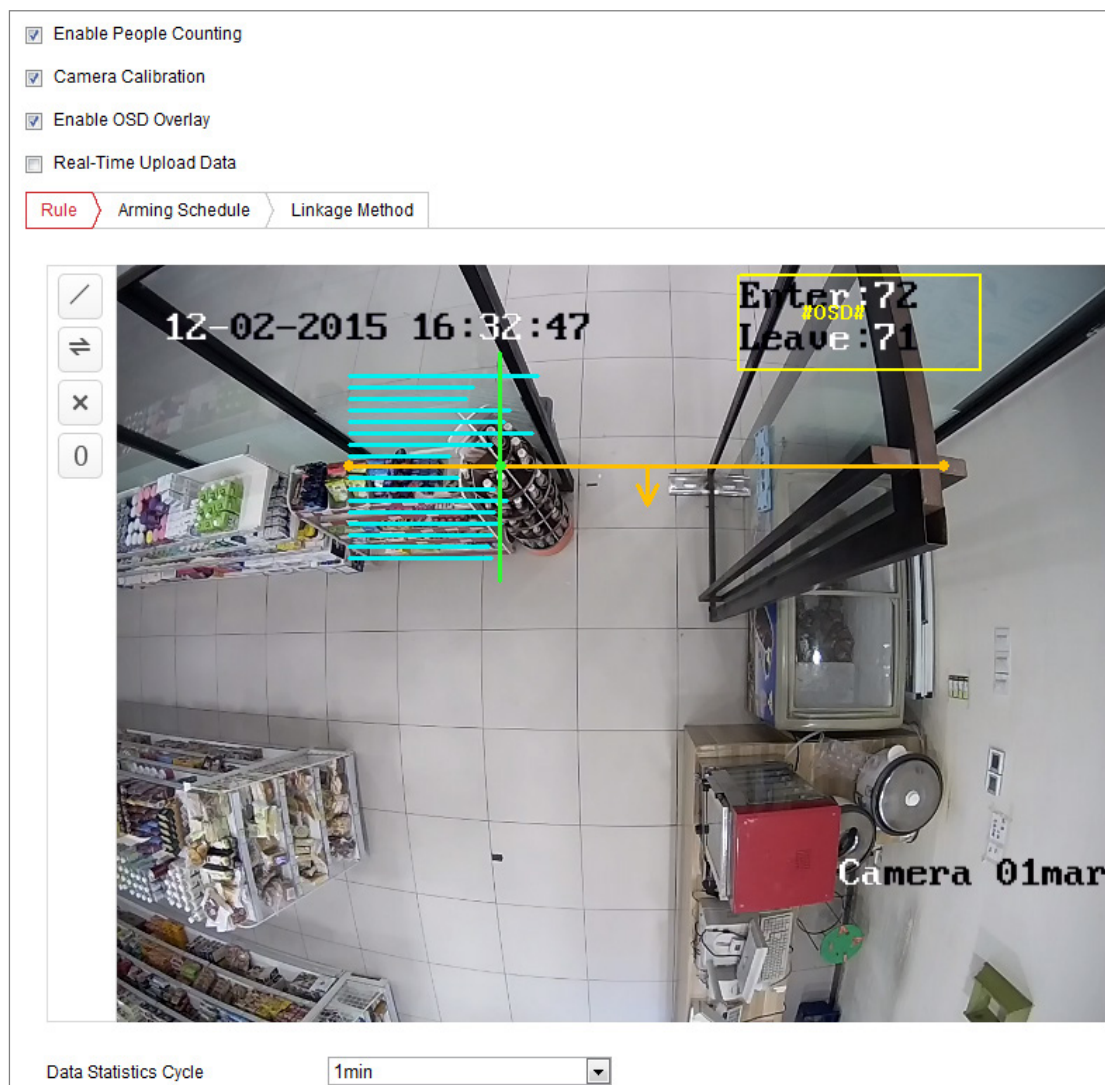 Enable People Counting
Camera Calibration
Enable OSD Overlay
Real-Time Upload Data
Rule Arming Schedule Linkage Method
12-02-2015 16:32:47
Enter:72
#OSD#
Leave:71
0
Camera 01mar
Data Statistics Cycle 1min